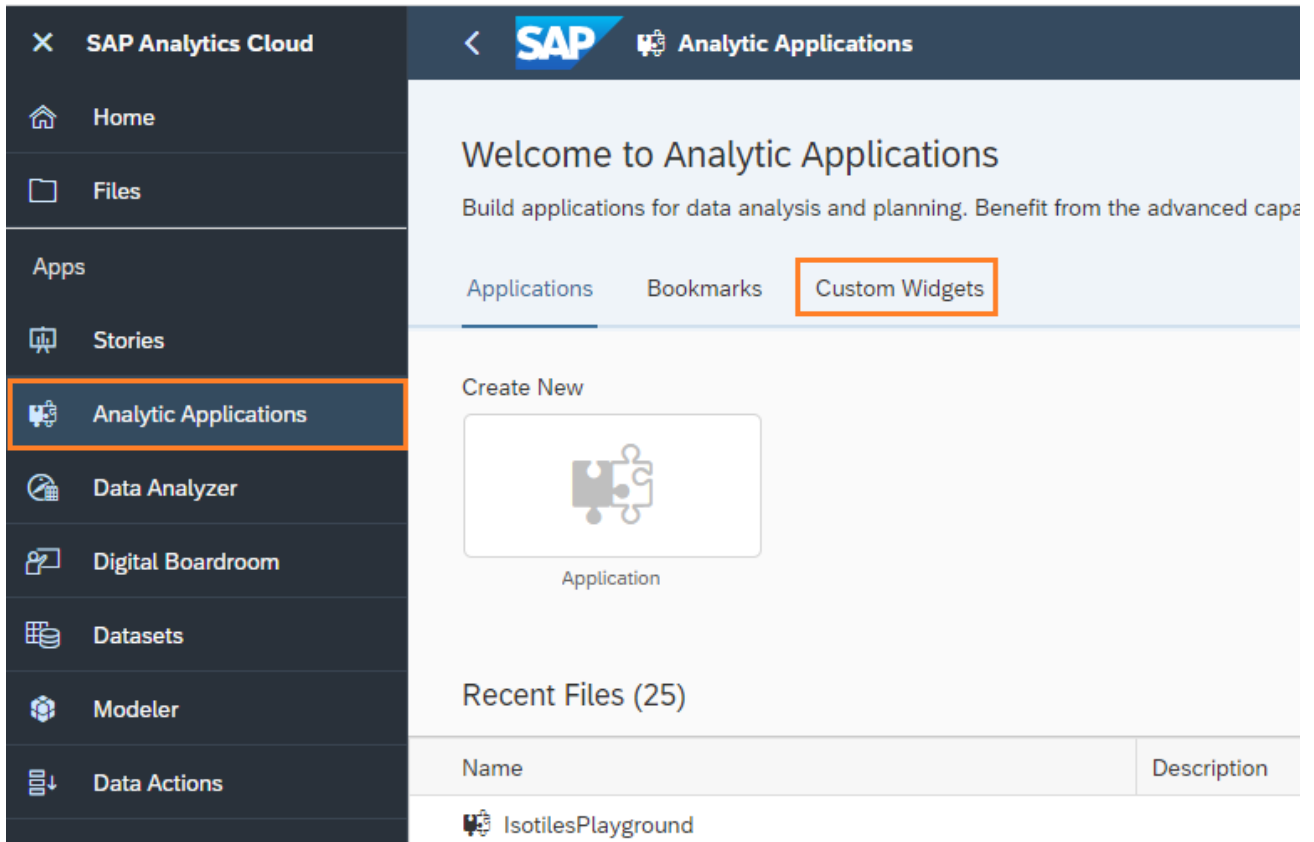 SAP Analytics Cloud
Home
Files
Apps
Stories
Analytic Applications
Data Analyzer
Digital Boardroom
Datasets
Modeler
Data Actions
SAP Analytic Applications
Welcome to Analytic Applications
Build applications for data analysis and planning. Benefit from the advanced capa
Applications Bookmarks Custom Widgets
Create New
Application
Recent Files (25)
Name Description
IsotilesPlayground